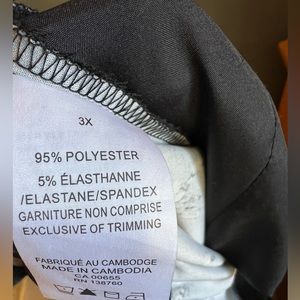 3X
95% POLYESTER
5% ÉLASTHANNE
/ELASTANE/SPANDEX
GARNITURE NON COMPRISE
EXCLUSIVE OF TRIMMING
FABRIQUÉ AU CAMBODGE
MADE IN CAMBODIA
CA 00655
RN 138760